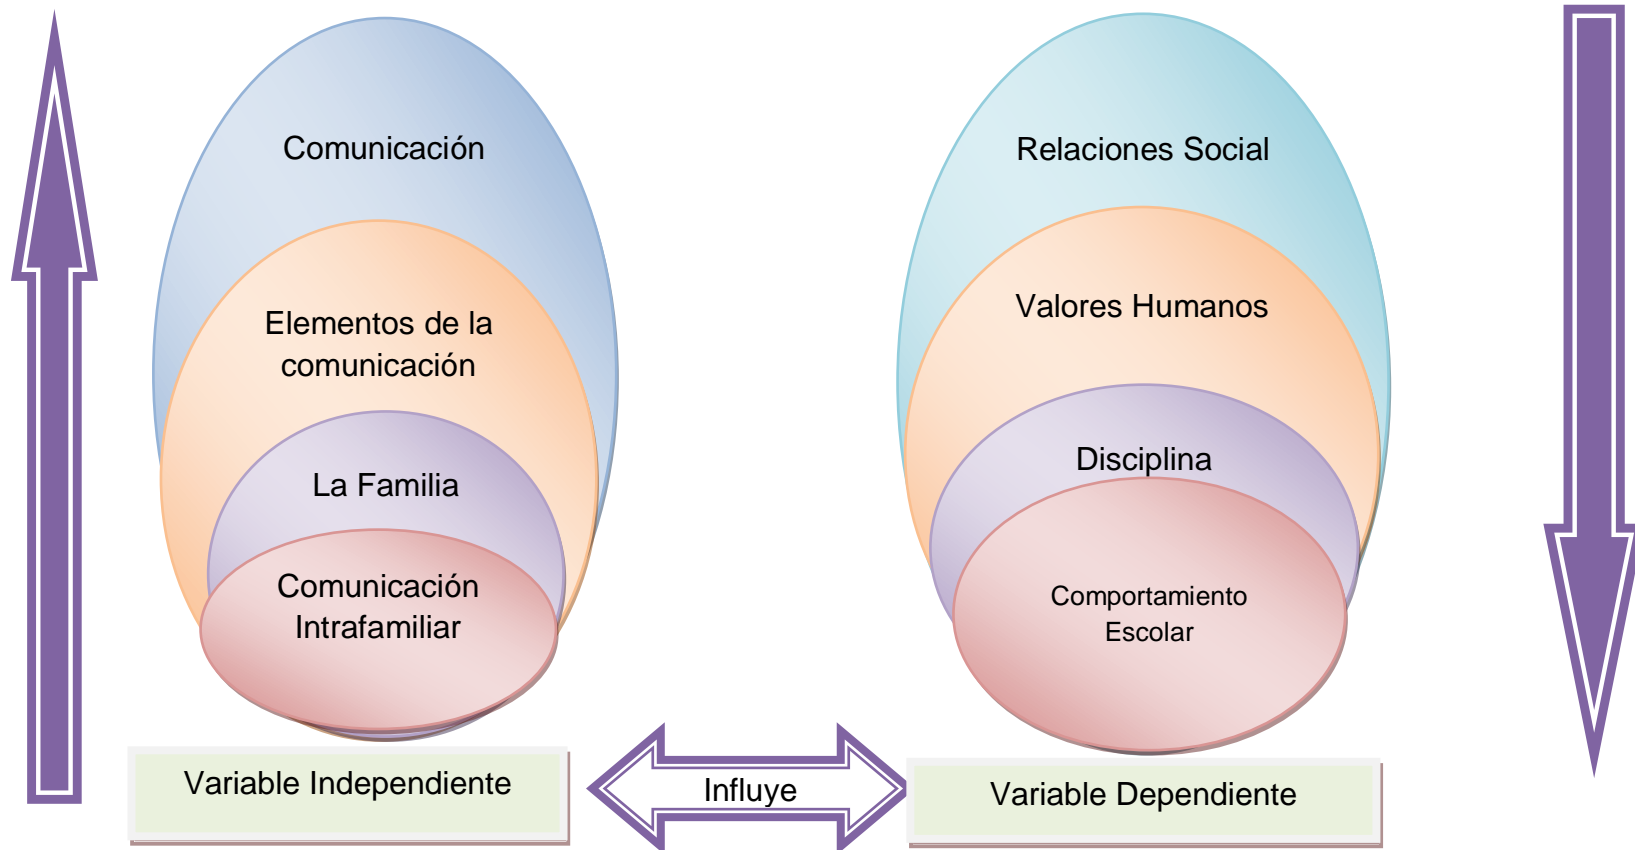 Comunicación
Elementos de la
comunicación
La Familia
Comunicación
Intrafamiliar
Variable Independiente
Influye
Relaciones Social
Valores Humanos
Disciplina
Comportamiento
Escolar
Variable Dependiente